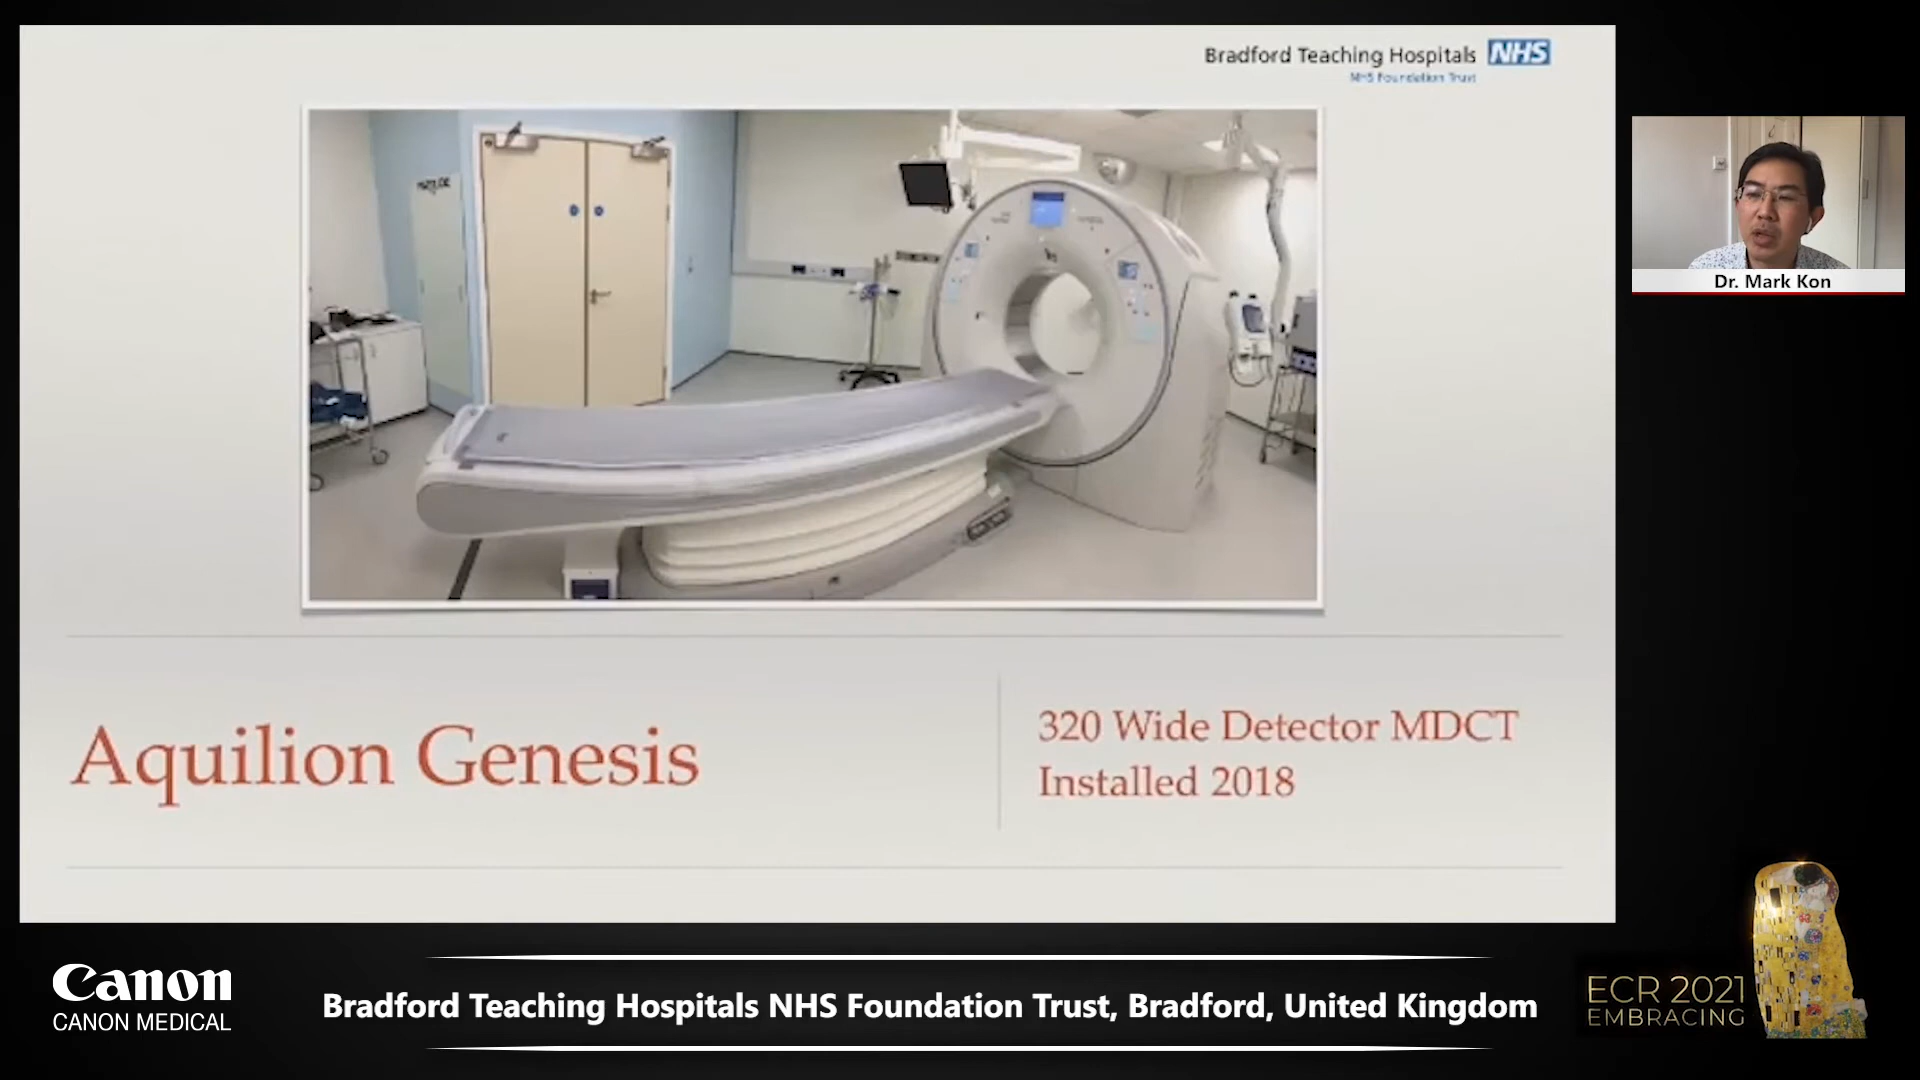 Bradford Teaching Hospitals NHS
NHS Foundation Trust
Dr. Mark Kon
Aquilion Genesis
320 Wide Detector MDCT
Installed 2018
Canon
CANON MEDICAL
Bradford Teaching Hospitals NHS Foundation Trust, Bradford, United Kingdom
ECR 2021
EMBRACING